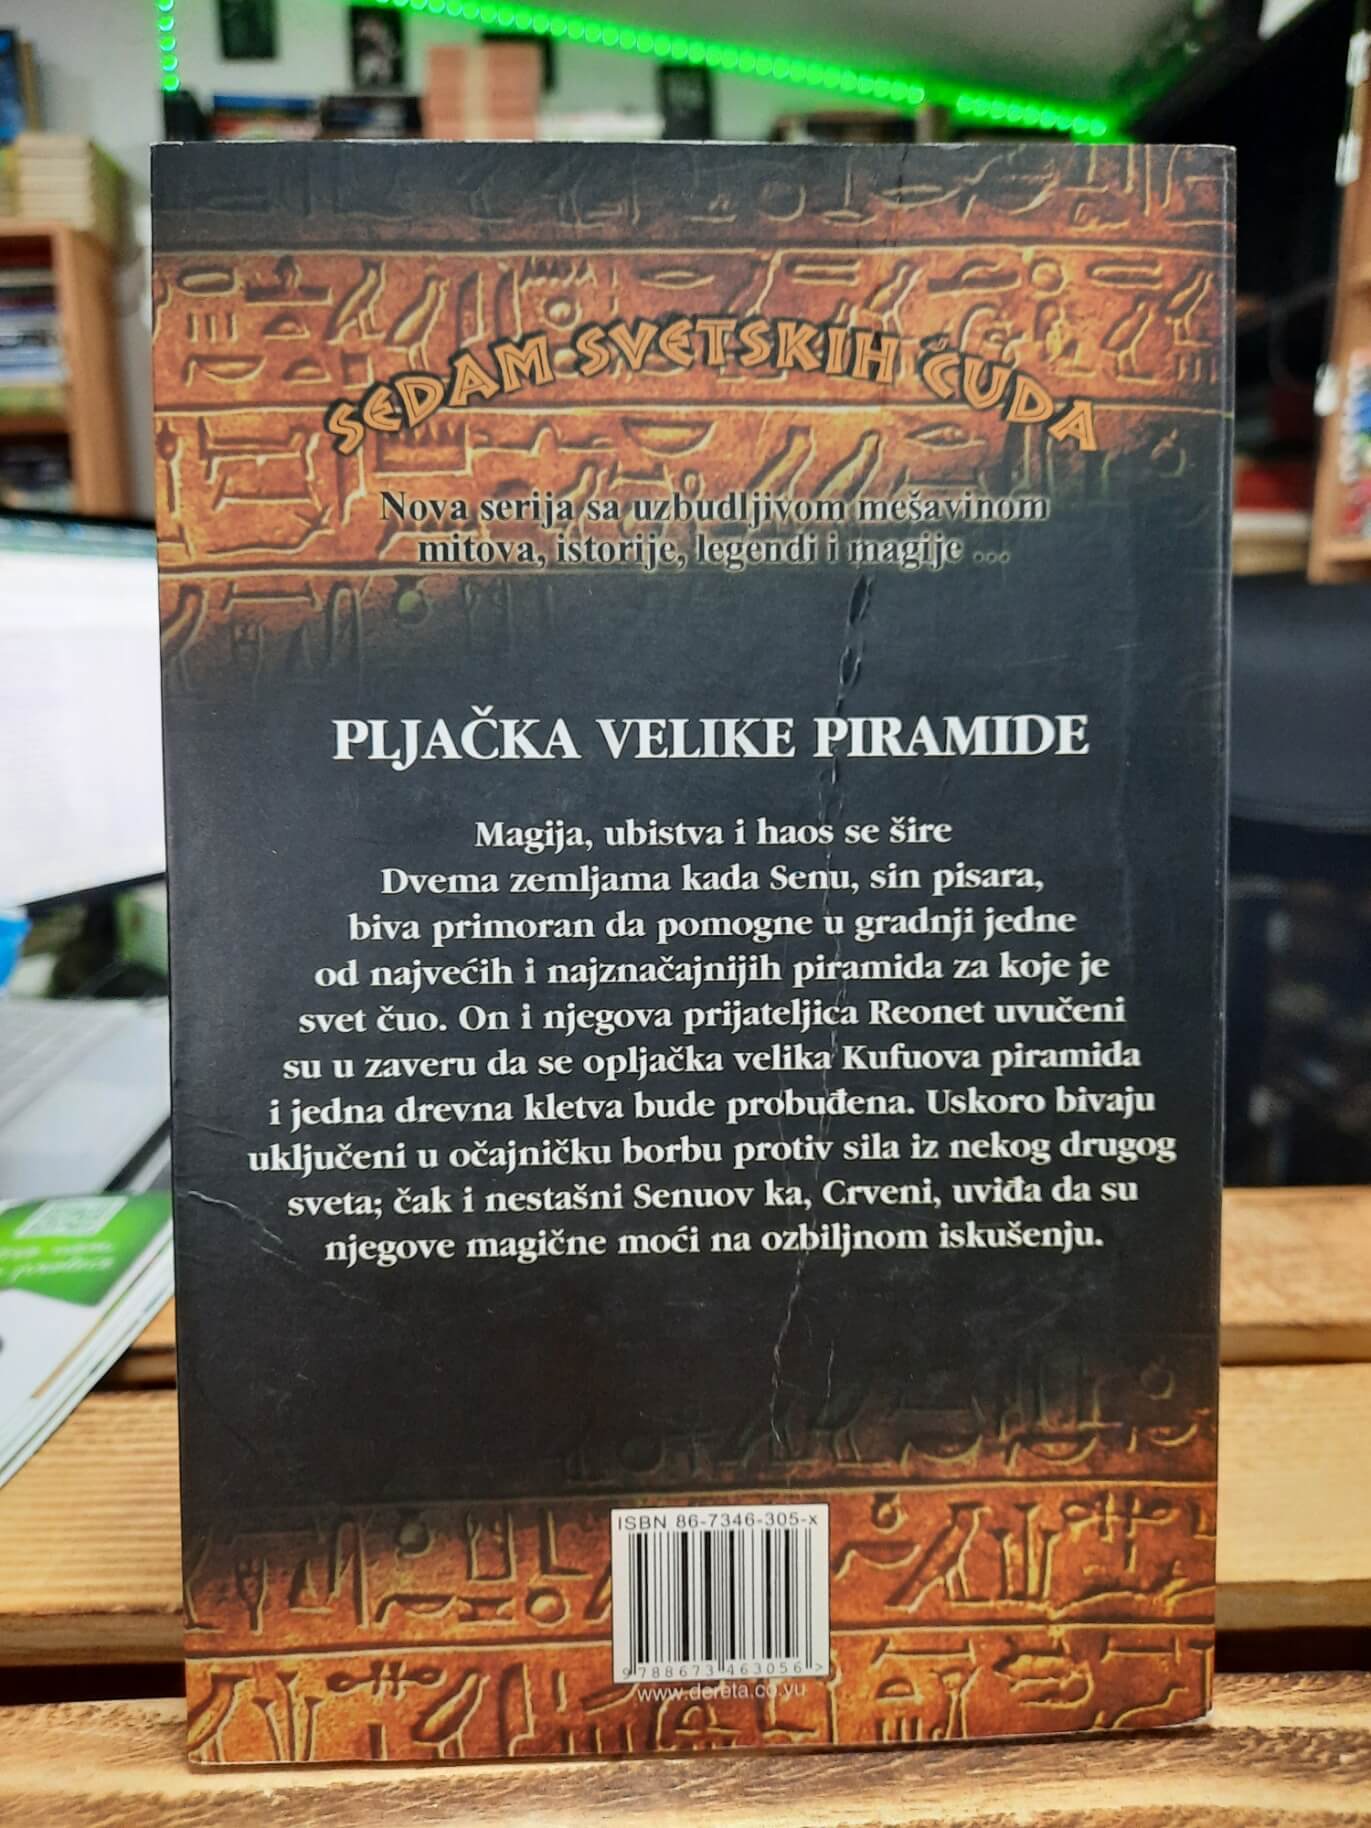 SEDAM SVETSKIH ČUDA
Nova serija sa uzbudljivom mešavinom
mitova, istorije, legendi i magije ...
PLJAČKA VELIKE PIRAMIDE
Magija, ubistva i haos se šire
Dvema zemljama kada Senu, sin pisara,
biva primoran da pomogne u gradnji jedne
od najvećih i najznačajnijih piramida za koje je
svet čuo. On i njegova prijateljica Reonet uvučeni
su u zaveru da se opljačka velika Kufuova piramida
i jedna drevna kletva bude probuđena. Uskoro bivaju
uključeni u očajničku borbu protiv sila iz nekog drugog
sveta; čak i nestašni Senuov ka, Crveni, uviđa da su
njegove magične moći na ozbiljnom iskušenju.
ISBN 86-7346-305-x
9788673463056>
www.dereta.co.yu